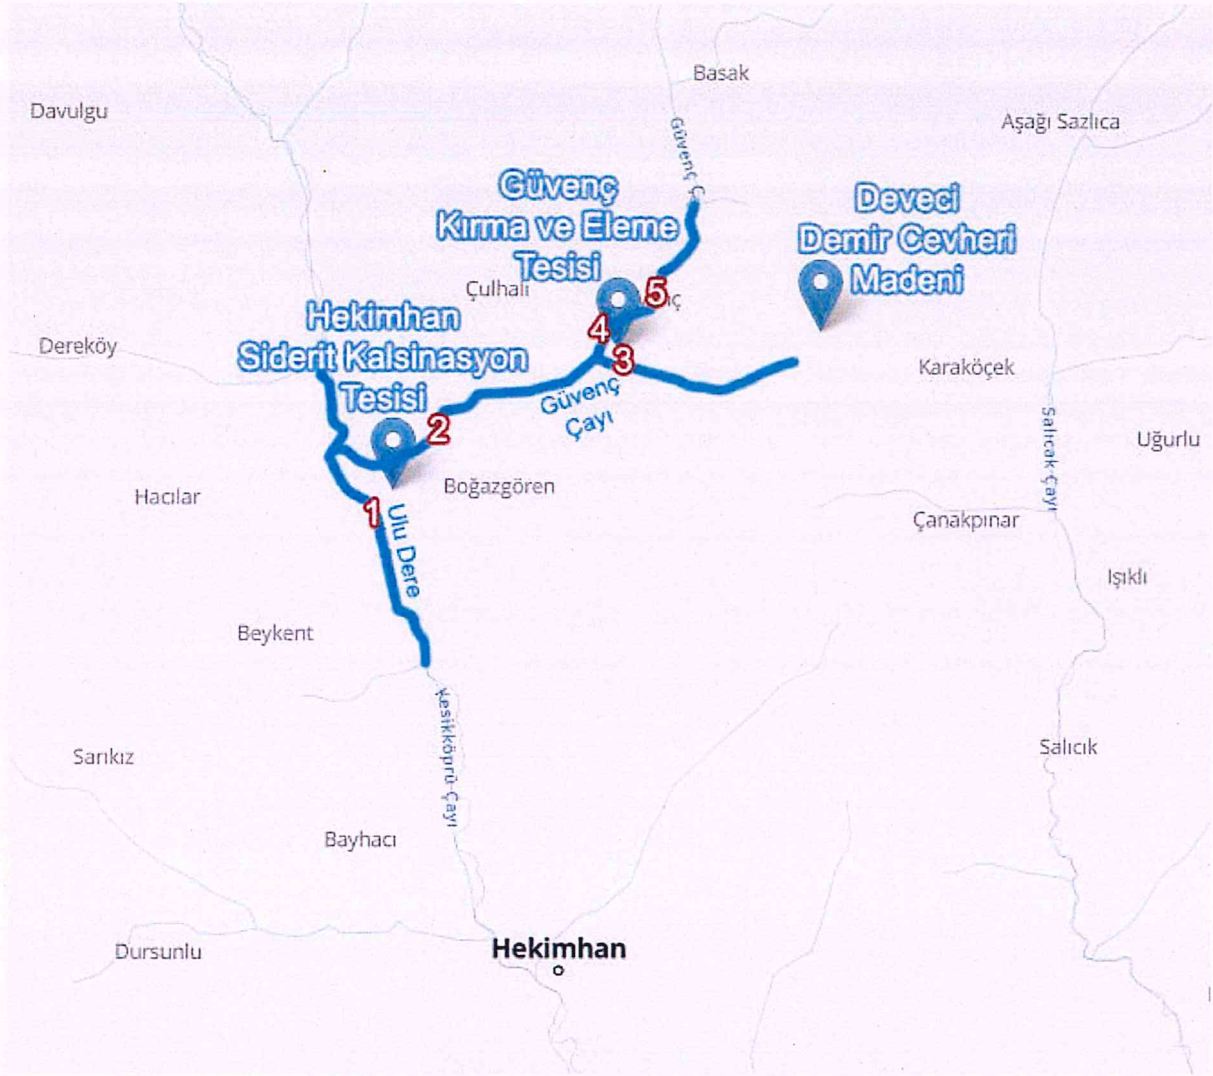 Basak
Davulgu
Aşağı Sazlıca
Güvenç Ç
Güvenç
Kırma ve Eleme
Tesisi
Deveci
Demir Cevheri
Madeni
Çulhalı
5
4
3
Hekimhan
Siderit Kalsinasyon
Tesisi
Dereköy
Karaköçek
Güvenç
Çayı
2
Salıcak Çayı
Uğurlu
Boğazgören
Hacılar
1
Ulu Dere
Çanakpınar
Işıklı
Beykent
Kesikköprü Çayı
Salıcık
Sarıkız
Bayhacı
Dursunlu
Hekimhan